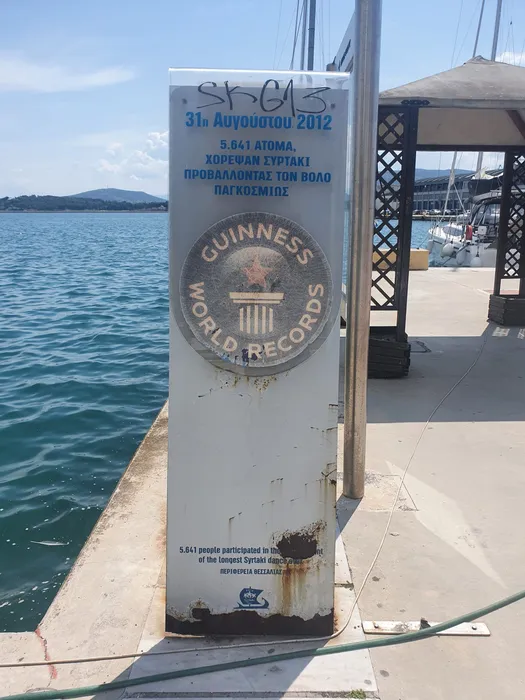 SKG13
31η Αυγούστου 2012
5.641 ΑΤΟΜΑ,
ΧΟΡΕΨΑΝ ΣΥΡΤΑΚΙ
ΠΡΟΒΑΛΛΟΝΤΑΣ ΤΟΝ ΒΟΛΟ
ΠΑΓΚΟΣΜΙΩΣ
GUINNESS
WORLD RECORDS
5.641 people participated in the
of the longest Syrtaki dance
ΠΕΡΙΦΕΡΕΙΑ ΘΕΣΣΑΛΙΑΣ